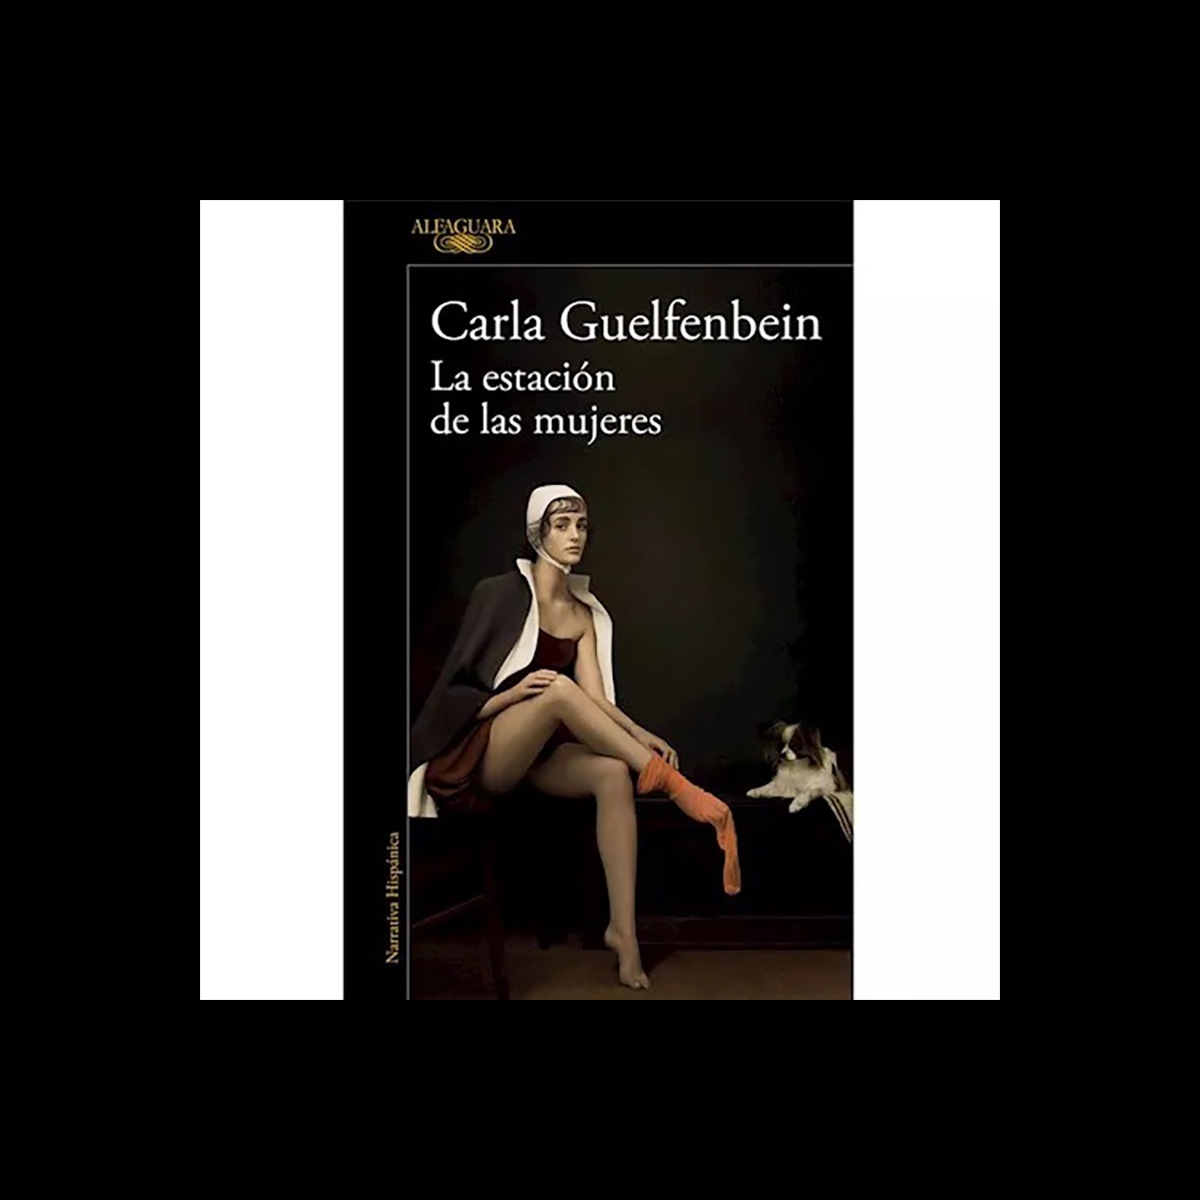 ALFAGUARA
Carla Guelfenbein
La estación
de las mujeres
Narrativa Hispánica